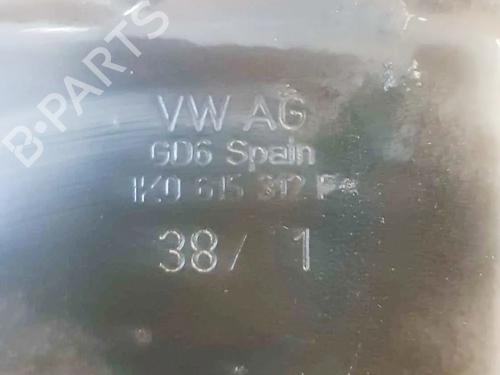 B-PARTS
VW AG
GD6 Spain
1K0 615 312 F
38/ 1